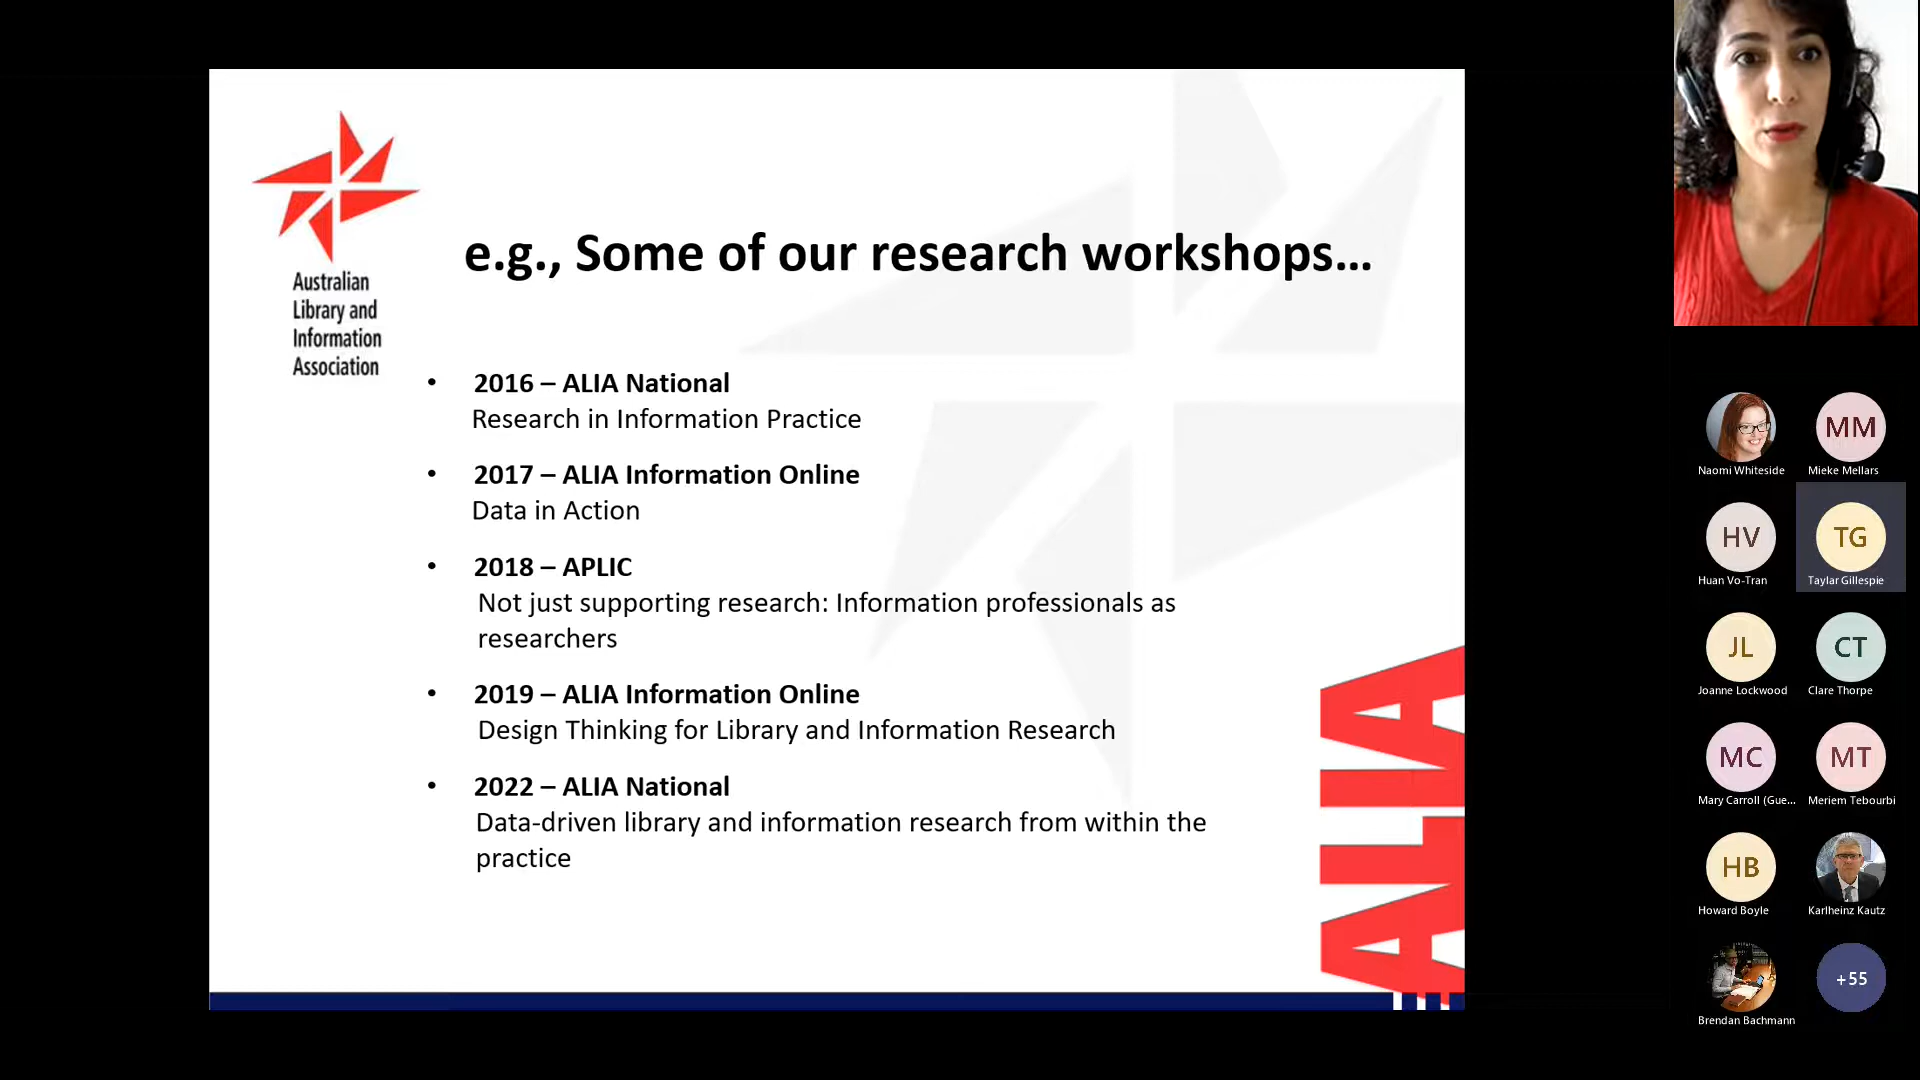 Australian
Library and
Information
Association
e.g., Some of our research workshops...
• 2016 – ALIA National
Research in Information Practice
• 2017 – ALIA Information Online
Data in Action
• 2018 – APLIC
Not just supporting research: Information professionals as
researchers
• 2019 – ALIA Information Online
Design Thinking for Library and Information Research
• 2022 – ALIA National
Data-driven library and information research from within the
practice
ALIA
Naomi Whiteside
MM
Mieke Mellars
HV
Huan Vo-Tran
TG
Taylar Gillespie
JL
Joanne Lockwood
CT
Clare Thorpe
MC
Mary Carroll (Gue...
MT
Meriem Tebourbi
HB
Howard Boyle
Karlheinz Kautz
Brendan Bachmann
+55